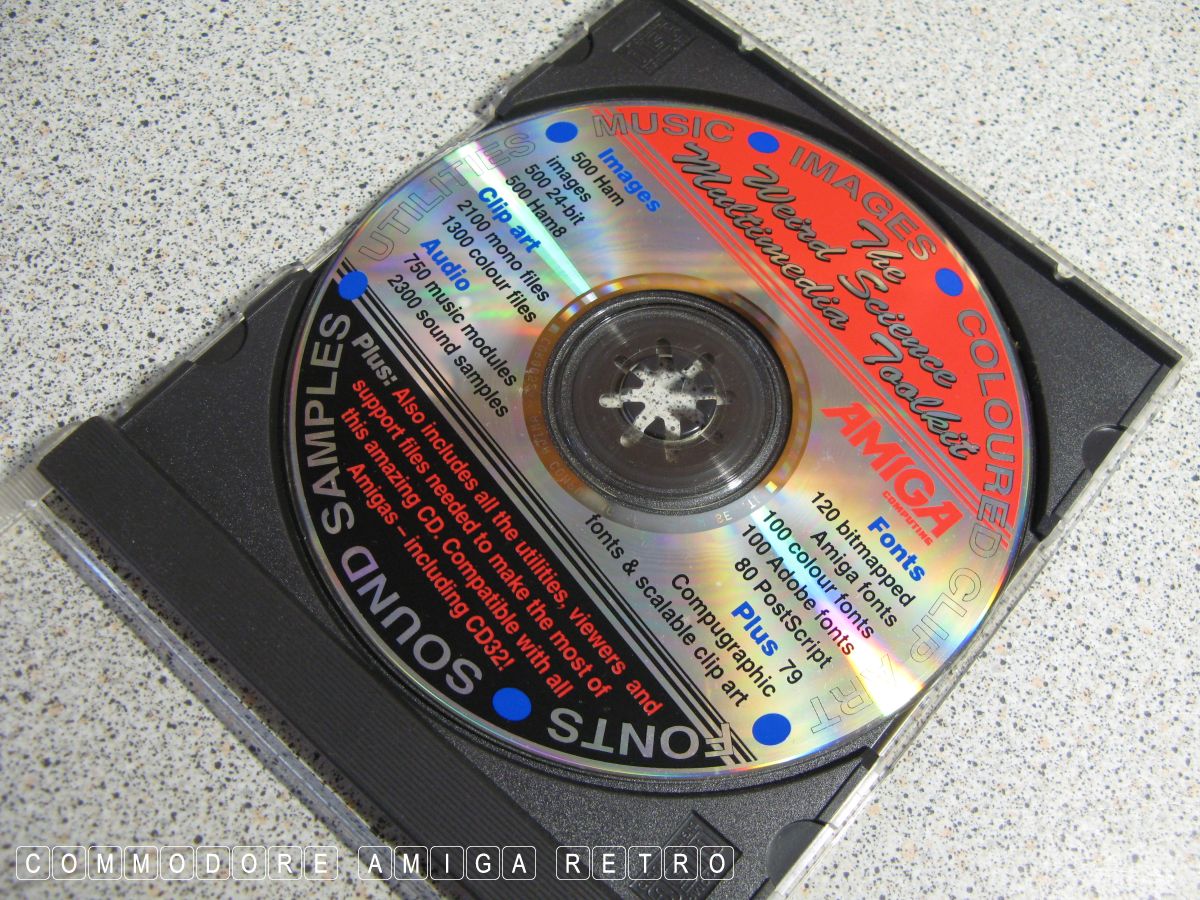 MUSIC
IMAGES
COLOURED CLIP ART
FONTS
SOUND SAMPLES
UTILITIES
The
Weird Science
Multimedia
Toolkit
AMIGA
COMPUTING
Images
500 Ham
images
500 24-bit
500 Ham8
Clip art
2100 mono files
1300 colour files
Audio
750 music modules
2300 sound samples
Fonts
120 bitmapped
Amiga fonts
100 colour fonts
100 Adobe fonts
80 PostScript
Plus 79
Compugraphic
fonts & scalable clip art
Plus: Also includes all the utilities, viewers and
support files needed to make the most of
this amazing CD. Compatible with all
Amigas – including CD32!
COMMODORE AMIGA RETRO